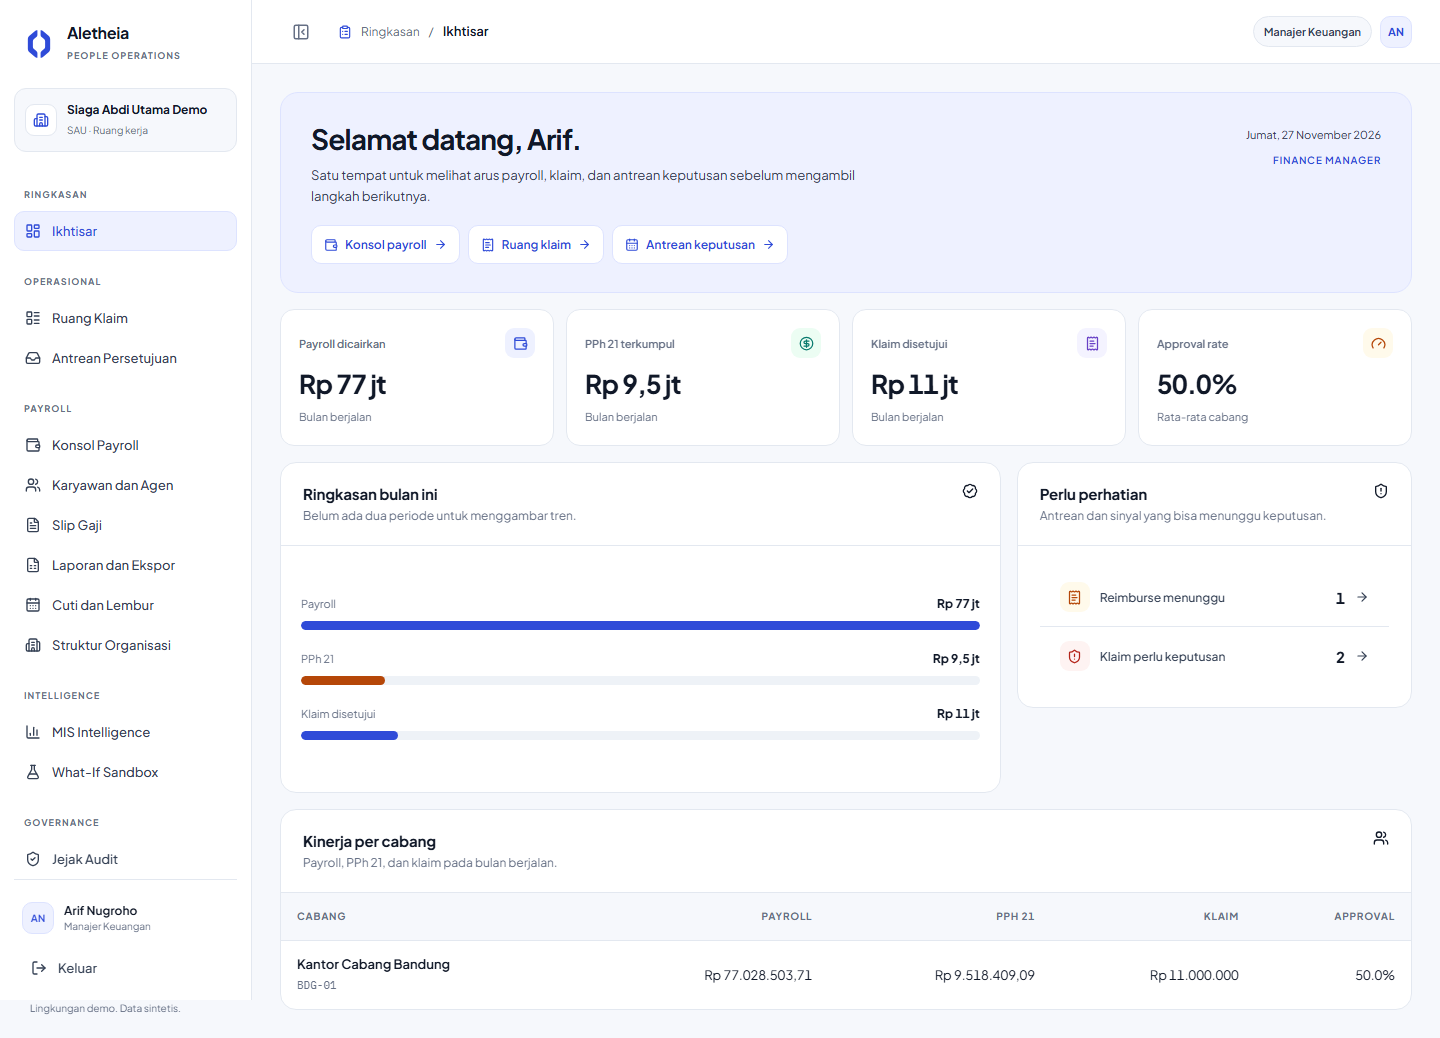 Aletheia
PEOPLE OPERATIONS
Siaga Abdi Utama Demo
SAU · Ruang kerja
RINGKASAN
Ikhtisar
OPERASIONAL
Ruang Klaim
Antrean Persetujuan
PAYROLL
Konsol Payroll
Karyawan dan Agen
Slip Gaji
Laporan dan Ekspor
Cuti dan Lembur
Struktur Organisasi
INTELLIGENCE
MIS Intelligence
What-If Sandbox
GOVERNANCE
Jejak Audit
AN
Arif Nugroho
Manajer Keuangan
Keluar
Lingkungan demo. Data sintetis.
Ringkasan / Ikhtisar
Manajer Keuangan
AN
Selamat datang, Arif.
Satu tempat untuk melihat arus payroll, klaim, dan antrean keputusan sebelum mengambil
langkah berikutnya.
Jumat, 27 November 2026
FINANCE MANAGER
Konsol payroll
Ruang klaim
Antrean keputusan
Payroll dicairkan
Rp 77 jt
Bulan berjalan
PPh 21 terkumpul
Rp 9,5 jt
Bulan berjalan
Klaim disetujui
Rp 11 jt
Bulan berjalan
Approval rate
50.0%
Rata-rata cabang
Ringkasan bulan ini
Belum ada dua periode untuk menggambar tren.
Payroll Rp 77 jt
PPh 21 Rp 9,5 jt
Klaim disetujui Rp 11 jt
Perlu perhatian
Antrean dan sinyal yang bisa menunggu keputusan.
Reimburse menunggu 1
Klaim perlu keputusan 2
Kinerja per cabang
Payroll, PPh 21, dan klaim pada bulan berjalan.
CABANG PAYROLL PPH 21 KLAIM APPROVAL
Kantor Cabang Bandung Rp 77.028.503,71 Rp 9.518.409,09 Rp 11.000.000 50.0%
BDG-01